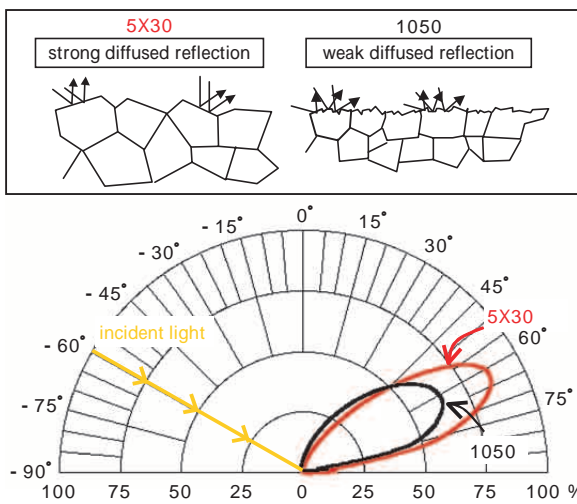 5X30
strong diffused reflection
1050
weak diffused reflection
0°
- 15°
15°
- 30°
30°
- 45°
45°
5X30
incident light
- 60°
60°
- 75°
75°
1050
- 90°
100 75 50 25 0 25 50 75 100 %